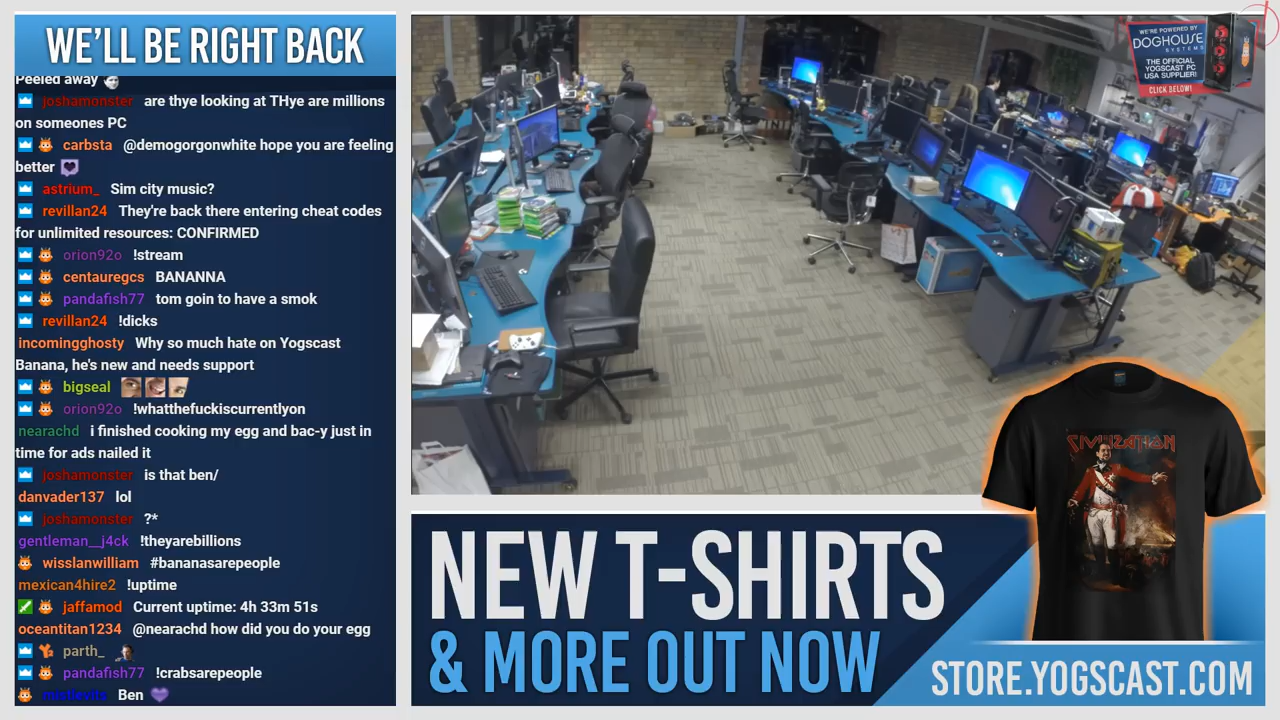 WE'LL BE RIGHT BACK
Peeled away
joshamonster are thye looking at THye are millions
on someones PC
carbsta @demogorgonwhite hope you are feeling
better
astrium_ Sim city music?
revillan24 They're back there entering cheat codes
for unlimited resources: CONFIRMED
orion92o !stream
centauregcs BANANNA
pandafish77 tom goin to have a smok
revillan24 !dicks
incomingghosty Why so much hate on Yogscast
Banana, he's new and needs support
bigseal
orion92o !whatthefuckiscurrentlyon
nearachd i finished cooking my egg and bac-y just in
time for ads nailed it
joshamonster is that ben/
danvader137 lol
joshamonster ?*
gentleman__j4ck !theyarebillions
wisslanwilliam #bananasarepeople
mexican4hire2 !uptime
jaffamod Current uptime: 4h 33m 51s
oceantitan1234 @nearachd how did you do your egg
parth_
pandafish77 !crabsarepeople
Ben
WE'RE POWERED BY
DOGHOUSE
SYSTEMS
THE OFFICIAL
YOGSCAST PC
USA SUPPLIER!
CLICK BELOW!
CIVILIZATION
NEW T-SHIRTS
& MORE OUT NOW
STORE.YOGSCAST.COM